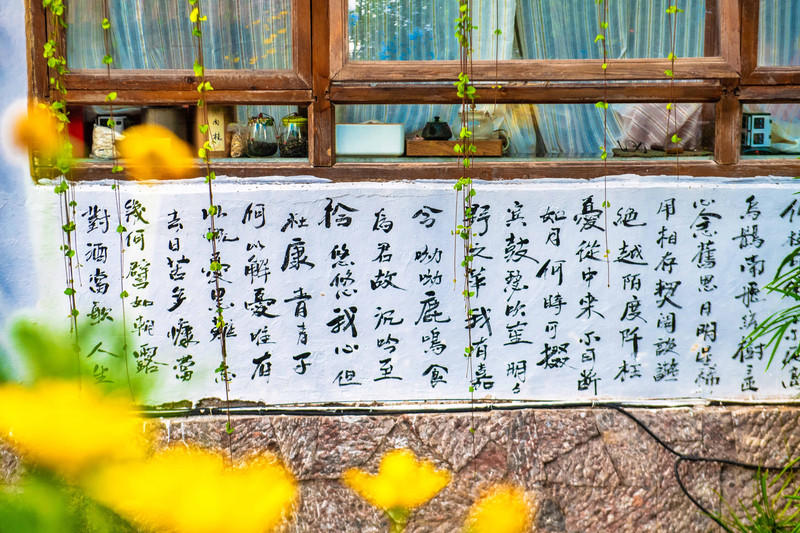 對酒當歌人生
幾何譬如朝露
去日苦多慷當
以慨憂思難忘
何以解憂唯有
杜康青青子
衿悠悠我心但
為君故沉吟至
今呦呦鹿鳴食
野之苹我有嘉
賓鼓瑟吹笙明明
如月何時可掇
憂從中來不可斷
絕越陌度阡枉
用相存契闊談讌
心念舊恩月明星稀
烏鵲南飛繞樹三